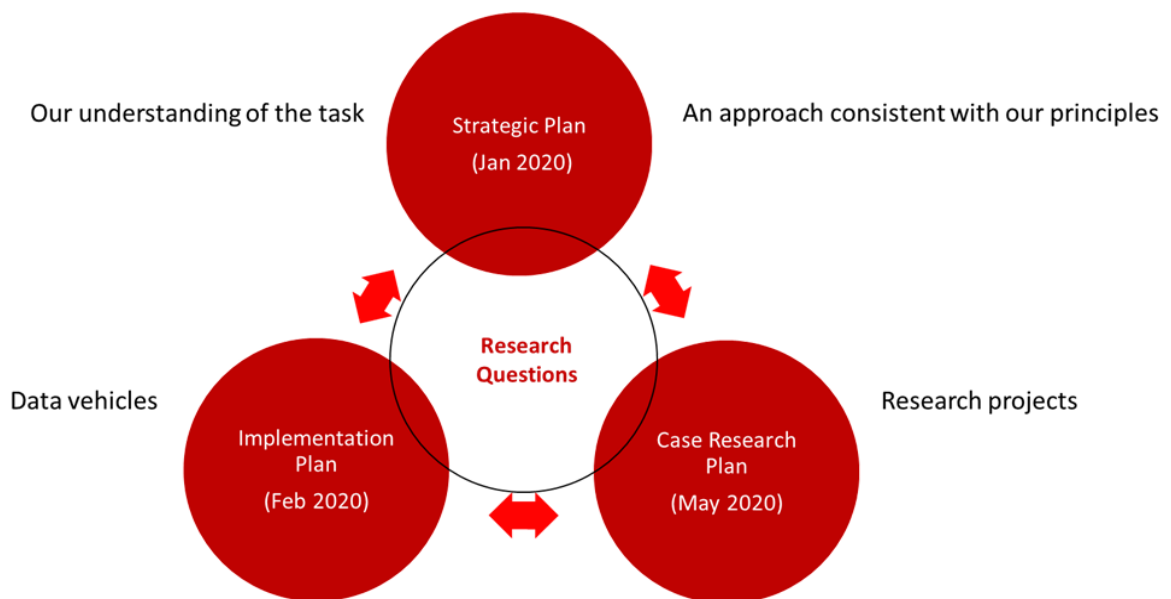 Our understanding of the task
Strategic Plan
(Jan 2020)
An approach consistent with our principles
Research
Questions
Data vehicles
Implementation
Plan
(Feb 2020)
Case Research
Plan
(May 2020)
Research projects